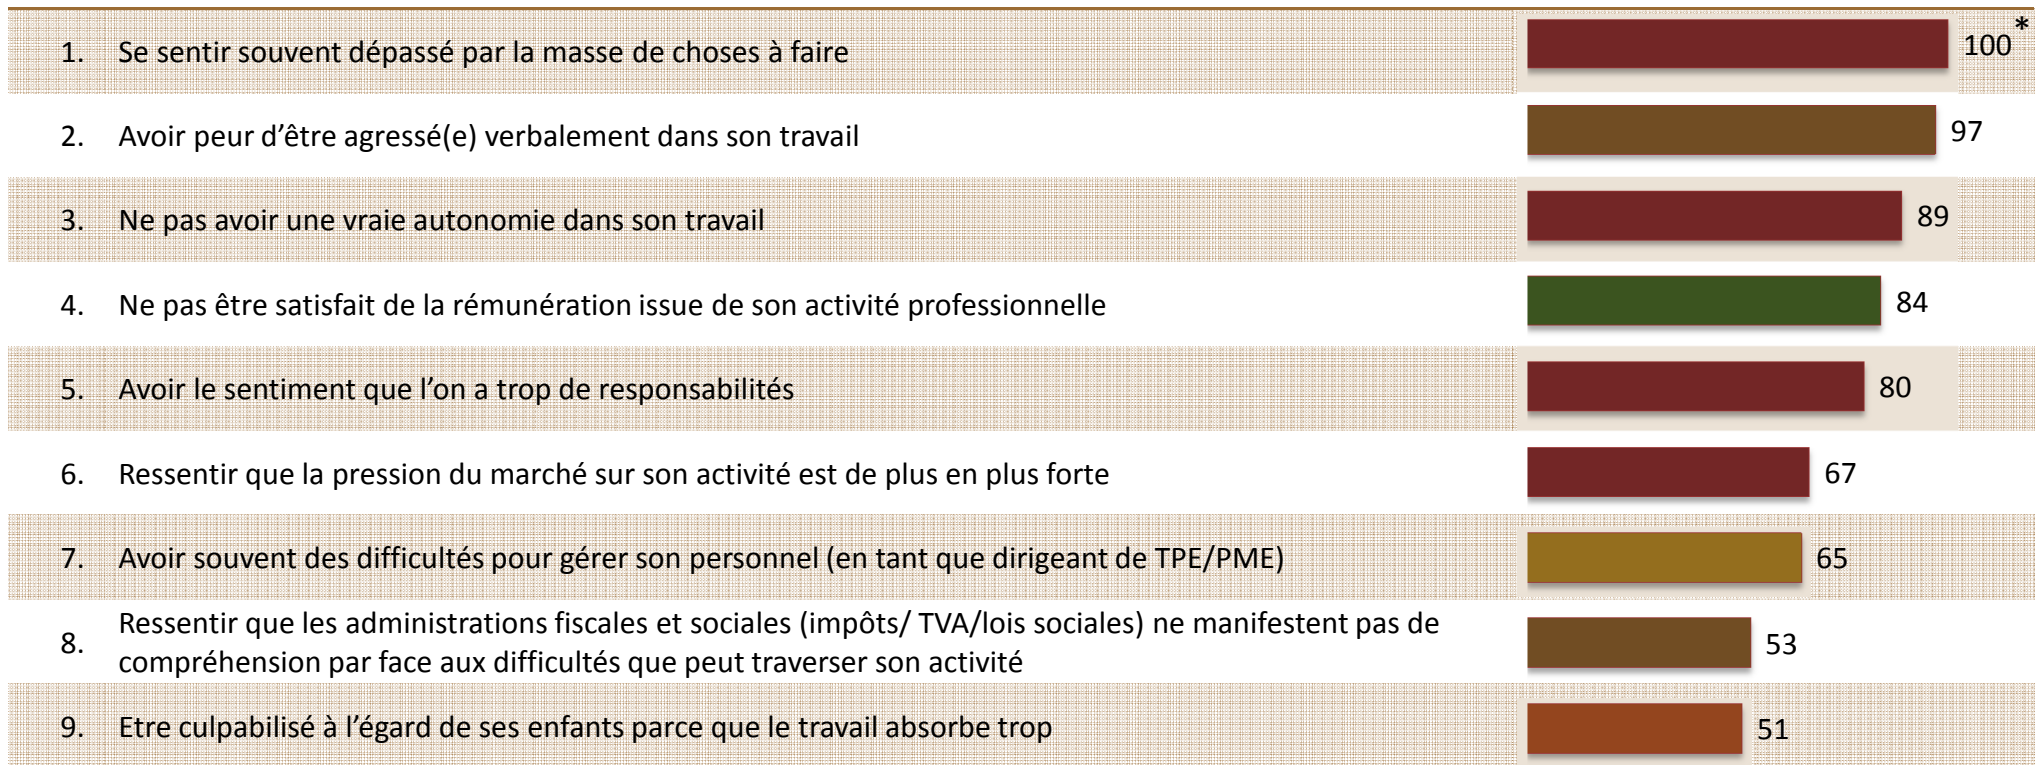 1. Se sentir souvent dépassé par la masse de choses à faire 100*
2. Avoir peur d’être agressé(e) verbalement dans son travail 97
3. Ne pas avoir une vraie autonomie dans son travail 89
4. Ne pas être satisfait de la rémunération issue de son activité professionnelle 84
5. Avoir le sentiment que l’on a trop de responsabilités 80
6. Ressentir que la pression du marché sur son activité est de plus en plus forte 67
7. Avoir souvent des difficultés pour gérer son personnel (en tant que dirigeant de TPE/PME) 65
8. Ressentir que les administrations fiscales et sociales (impôts/ TVA/lois sociales) ne manifestent pas de
compréhension par face aux difficultés que peut traverser son activité 53
9. Etre culpabilisé à l’égard de ses enfants parce que le travail absorbe trop 51